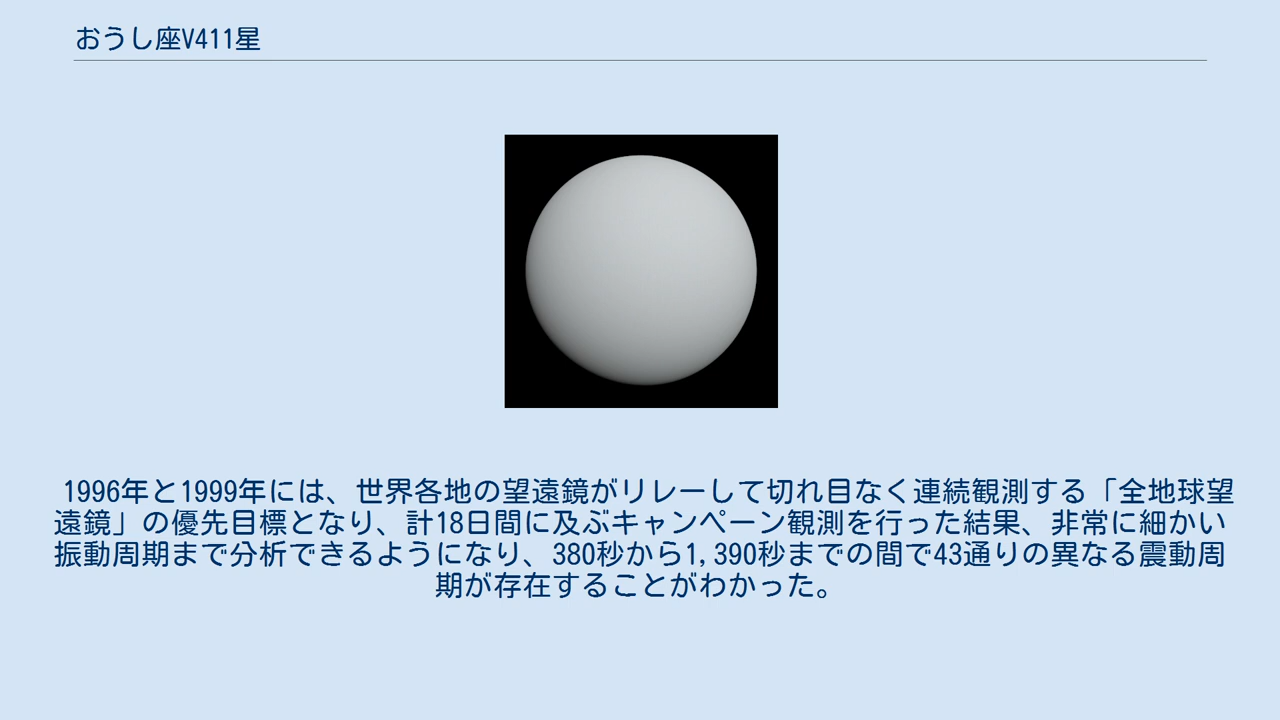 おうし座V411星
1996年と1999年には、世界各地の望遠鏡がリレーして切れ目なく連続観測する「全地球望
遠鏡」の優先目標となり、計18日間に及ぶキャンペーン観測を行った結果、非常に細かい
振動周期まで分析できるようになり、380秒から1,390秒までの間で43通りの異なる震動周
期が存在することがわかった。